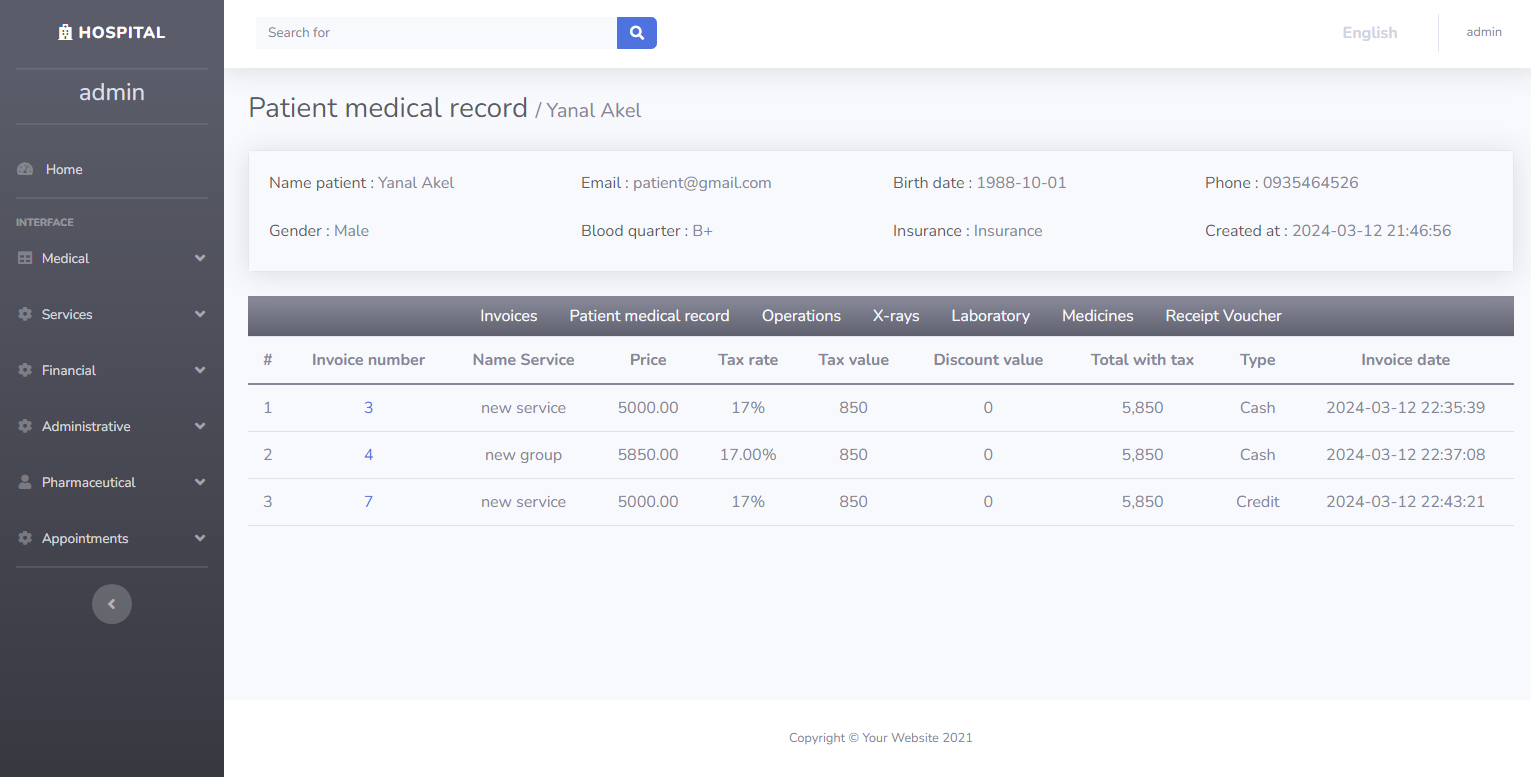 HOSPITAL
admin
Home
INTERFACE
Medical
Services
Financial
Administrative
Pharmaceutical
Appointments
Search for
English
admin
Patient medical record / Yanal Akel
Name patient : Yanal Akel Email : patient@gmail.com Birth date : 1988-10-01 Phone : 0935464526
Gender : Male Blood quarter : B+ Insurance : Insurance Created at : 2024-03-12 21:46:56
Invoices Patient medical record Operations X-rays Laboratory Medicines Receipt Voucher
# Invoice number Name Service Price Tax rate Tax value Discount value Total with tax Type Invoice date
1 3 new service 5000.00 17% 850 0 5,850 Cash 2024-03-12 22:35:39
2 4 new group 5850.00 17.00% 850 0 5,850 Cash 2024-03-12 22:37:08
3 7 new service 5000.00 17% 850 0 5,850 Credit 2024-03-12 22:43:21
Copyright © Your Website 2021